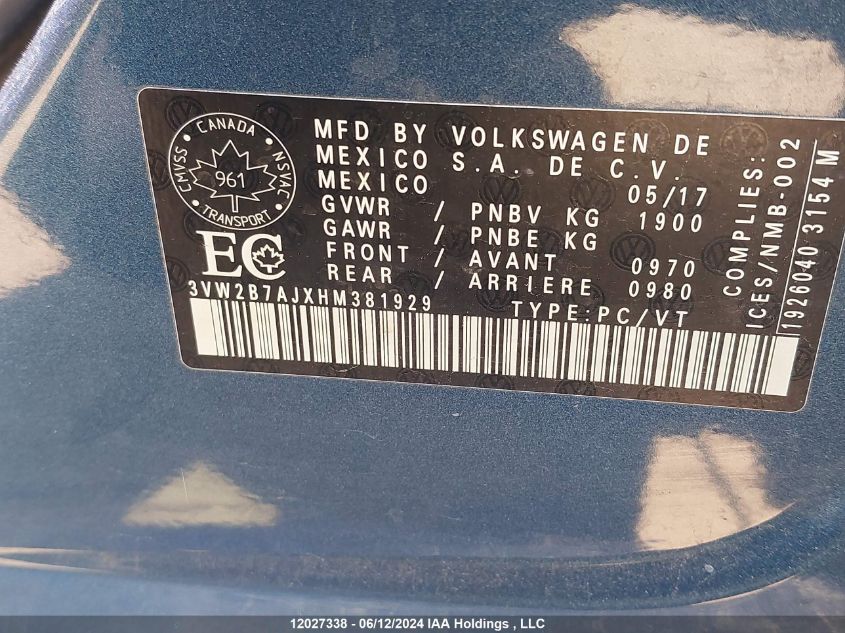 CANADA
CMVSS
NSVAC
961
TRANSPORT
EC
MFD BY VOLKSWAGEN DE
MEXICO S.A. DE C.V.
MEXICO 05/17
GVWR / PNBV KG 1900
GAWR / PNBE KG
FRONT / AVANT 0970
REAR / ARRIERE 0980
3VW2B7AJXHM381929 TYPE:PC/VT
COMPLIES:
ICES/NMB-002
1926040 3154 M
12027338 - 06/12/2024 IAA Holdings , LLC